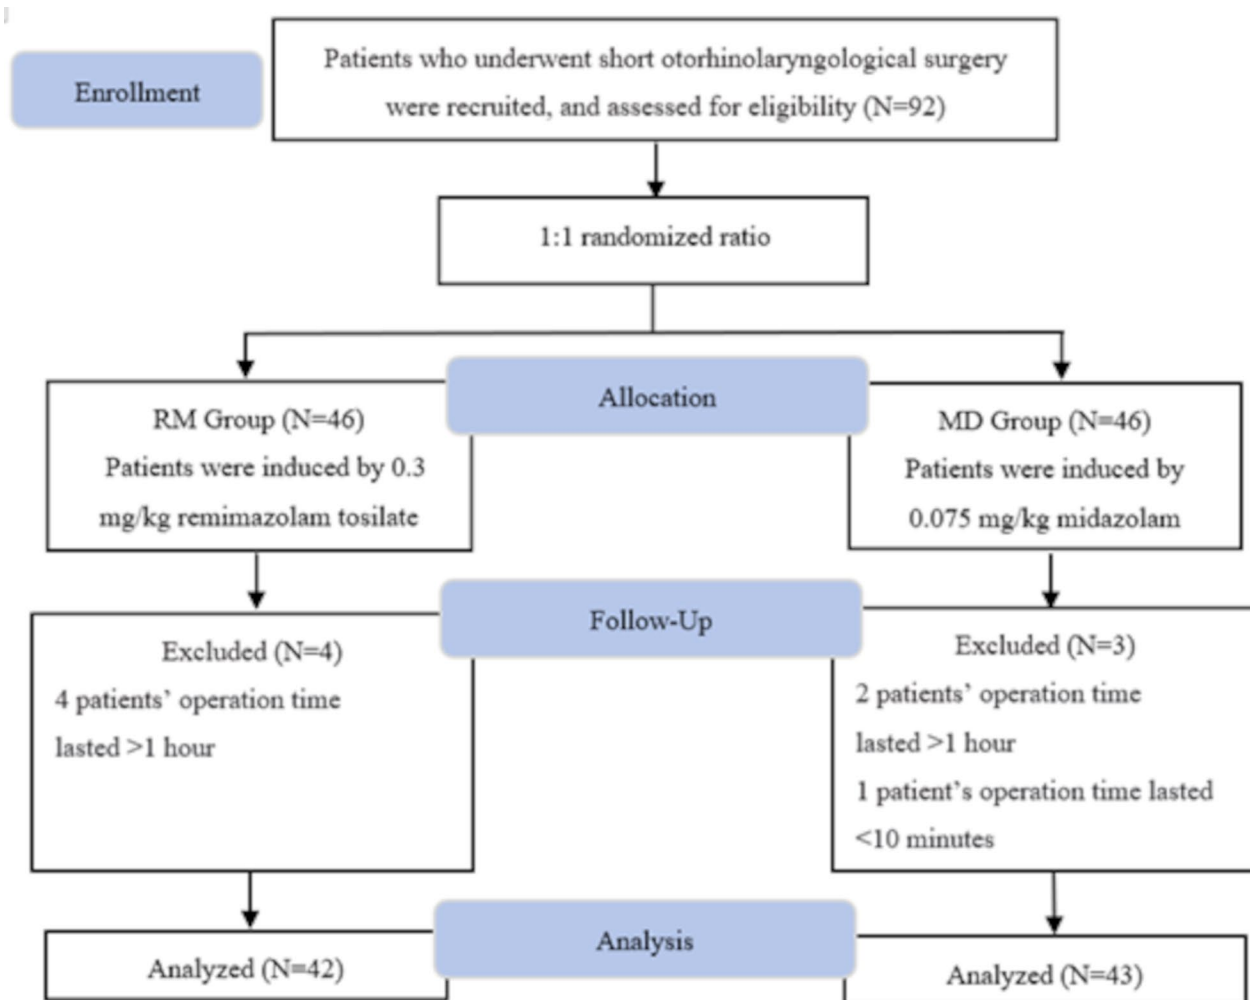 Enrollment
Patients who underwent short otorhinolaryngological surgery
were recruited, and assessed for eligibility (N=92)
1:1 randomized ratio
Allocation
RM Group (N=46)
Patients were induced by 0.3
mg/kg remimazolam tosilate
MD Group (N=46)
Patients were induced by
0.075 mg/kg midazolam
Follow-Up
Excluded (N=4)
4 patients’ operation time
lasted >1 hour
Excluded (N=3)
2 patients’ operation time
lasted >1 hour
1 patient’s operation time lasted
<10 minutes
Analysis
Analyzed (N=42)
Analyzed (N=43)